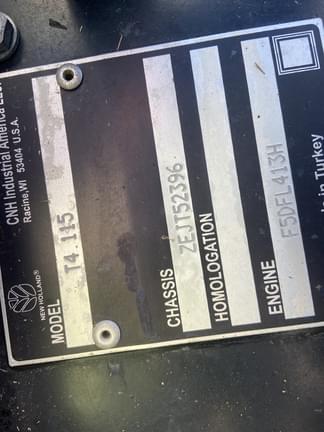 CNH Industrial America LLC.
Racine, WI 53404 U.S.A.
NEW HOLLAND®
MODEL T4.115
CHASSIS ZEJT52396
HOMOLOGATION
ENGINE F5DFL413H
in Turkey